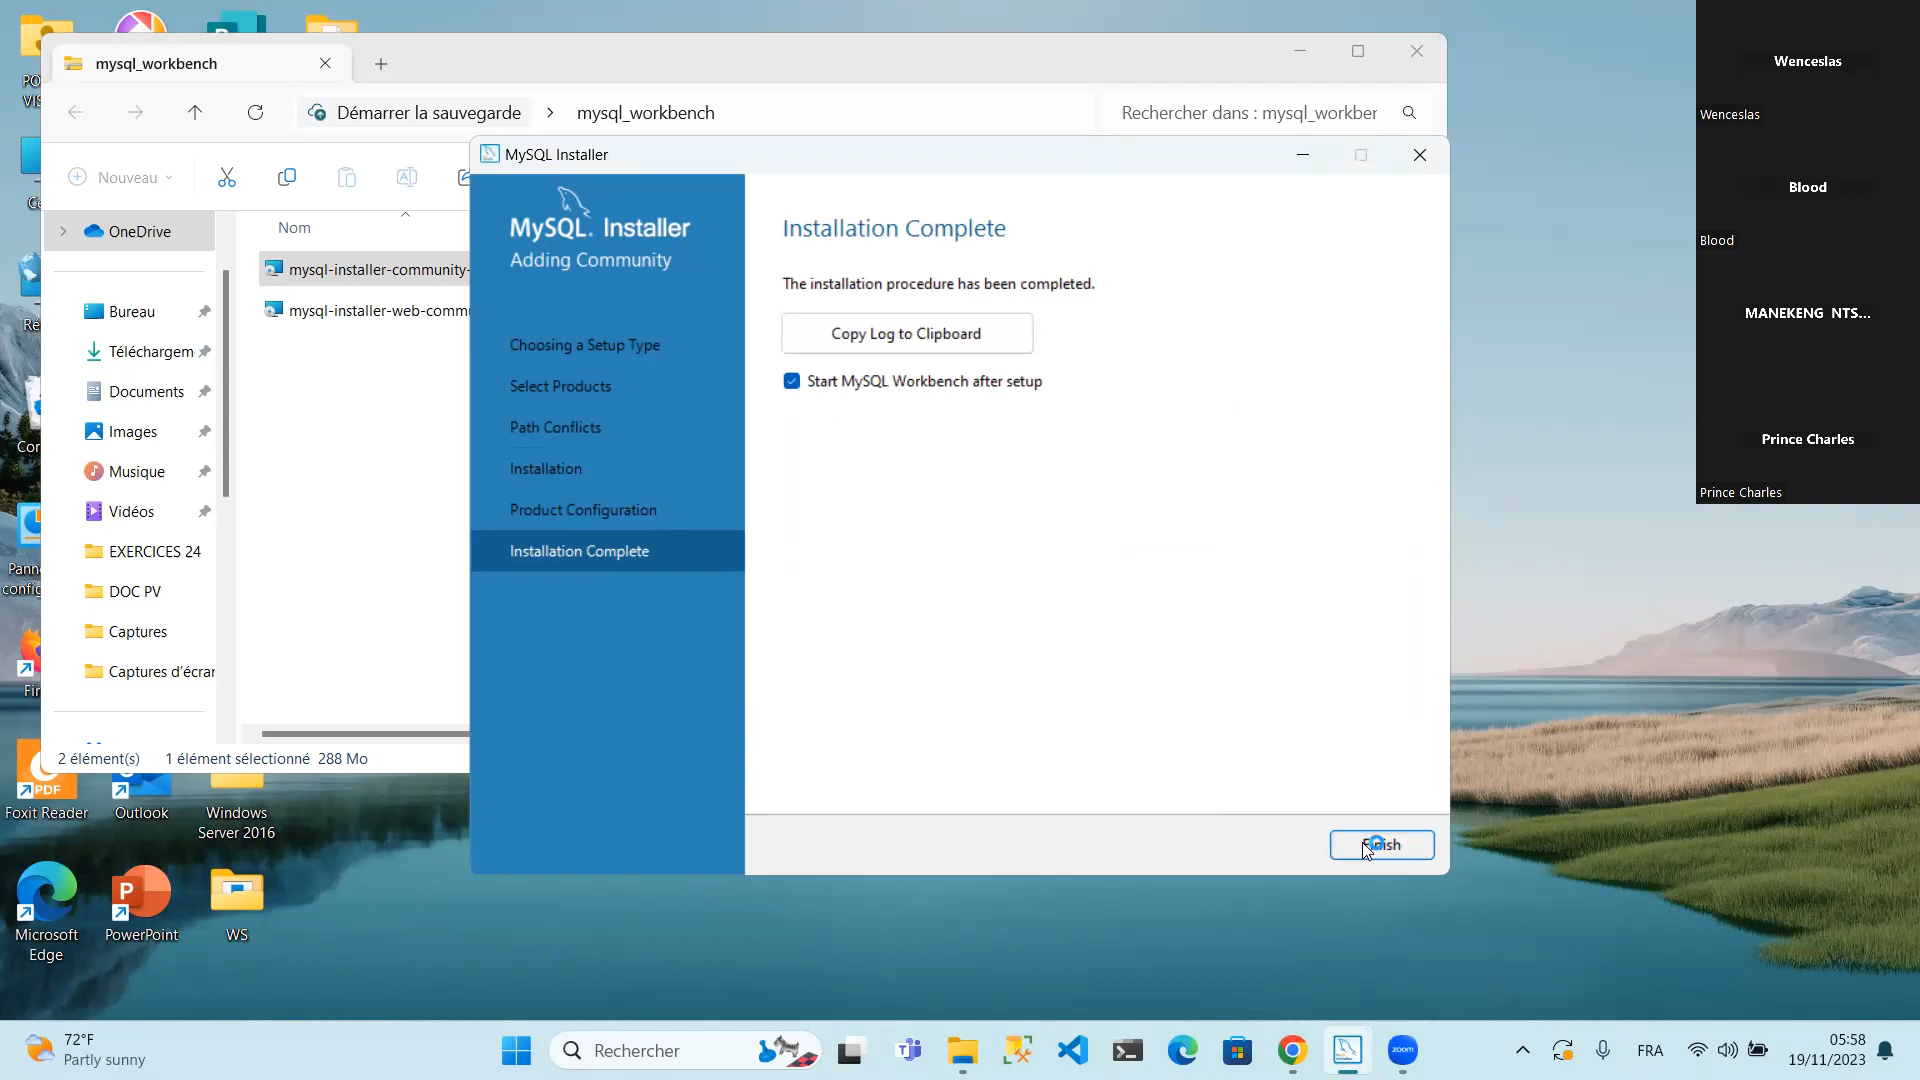 mysql_workbench
Démarrer la sauvegarde
mysql_workbench
Rechercher dans : mysql_workber
Nouveau
Nom
OneDrive
mysql-installer-community-
mysql-installer-web-commu
Bureau
Téléchargem
Documents
Images
Musique
Vidéos
EXERCICES 24
DOC PV
Captures
Captures d'écrar
2 élément(s)
1 élément sélectionné 288 Mo
MySQL Installer
MySQL. Installer
Adding Community
Choosing a Setup Type
Select Products
Path Conflicts
Installation
Product Configuration
Installation Complete
Installation Complete
The installation procedure has been completed.
Copy Log to Clipboard
Start MySQL Workbench after setup
Finish
Wenceslas
Wenceslas
Blood
Blood
MANEKENG NTS...
Prince Charles
Prince Charles
PDF
Foxit Reader
Outlook
Windows
Server 2016
Microsoft
Edge
PowerPoint
WS
72°F
Partly sunny
Rechercher
zoom
FRA
05:58
19/11/2023